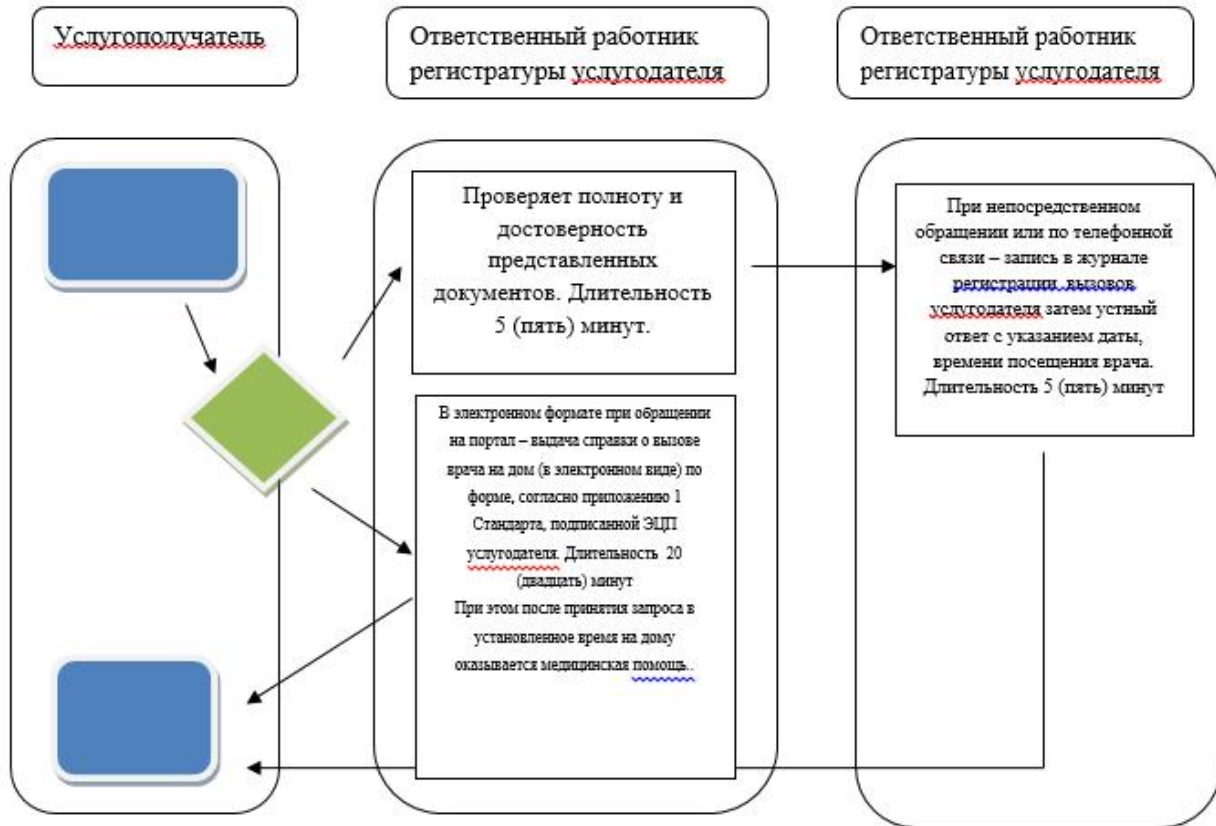 Услугополучатель
Ответственный работник
регистратуры услугодателя
Ответственный работник
регистратуры услугодателя
Проверяет полноту и
достоверность
представленных
документов. Длительность
5 (пять) минут.
В электронном формате при обращении
на портал – выдача справки о вызове
врача на дом (в электронном виде) по
форме, согласно приложению 1
Стандарта, подписанной ЭЦП
услугодателя. Длительность 20
(двадцать) минут
При этом после принятия запроса в
установленное время на дому
оказывается медицинская помощь..
При непосредственном
обращении или по телефонной
связи – запись в журнале
регистрации вызовов
услугодателя затем устный
ответ с указанием даты,
времени посещения врача.
Длительность 5 (пять) минут